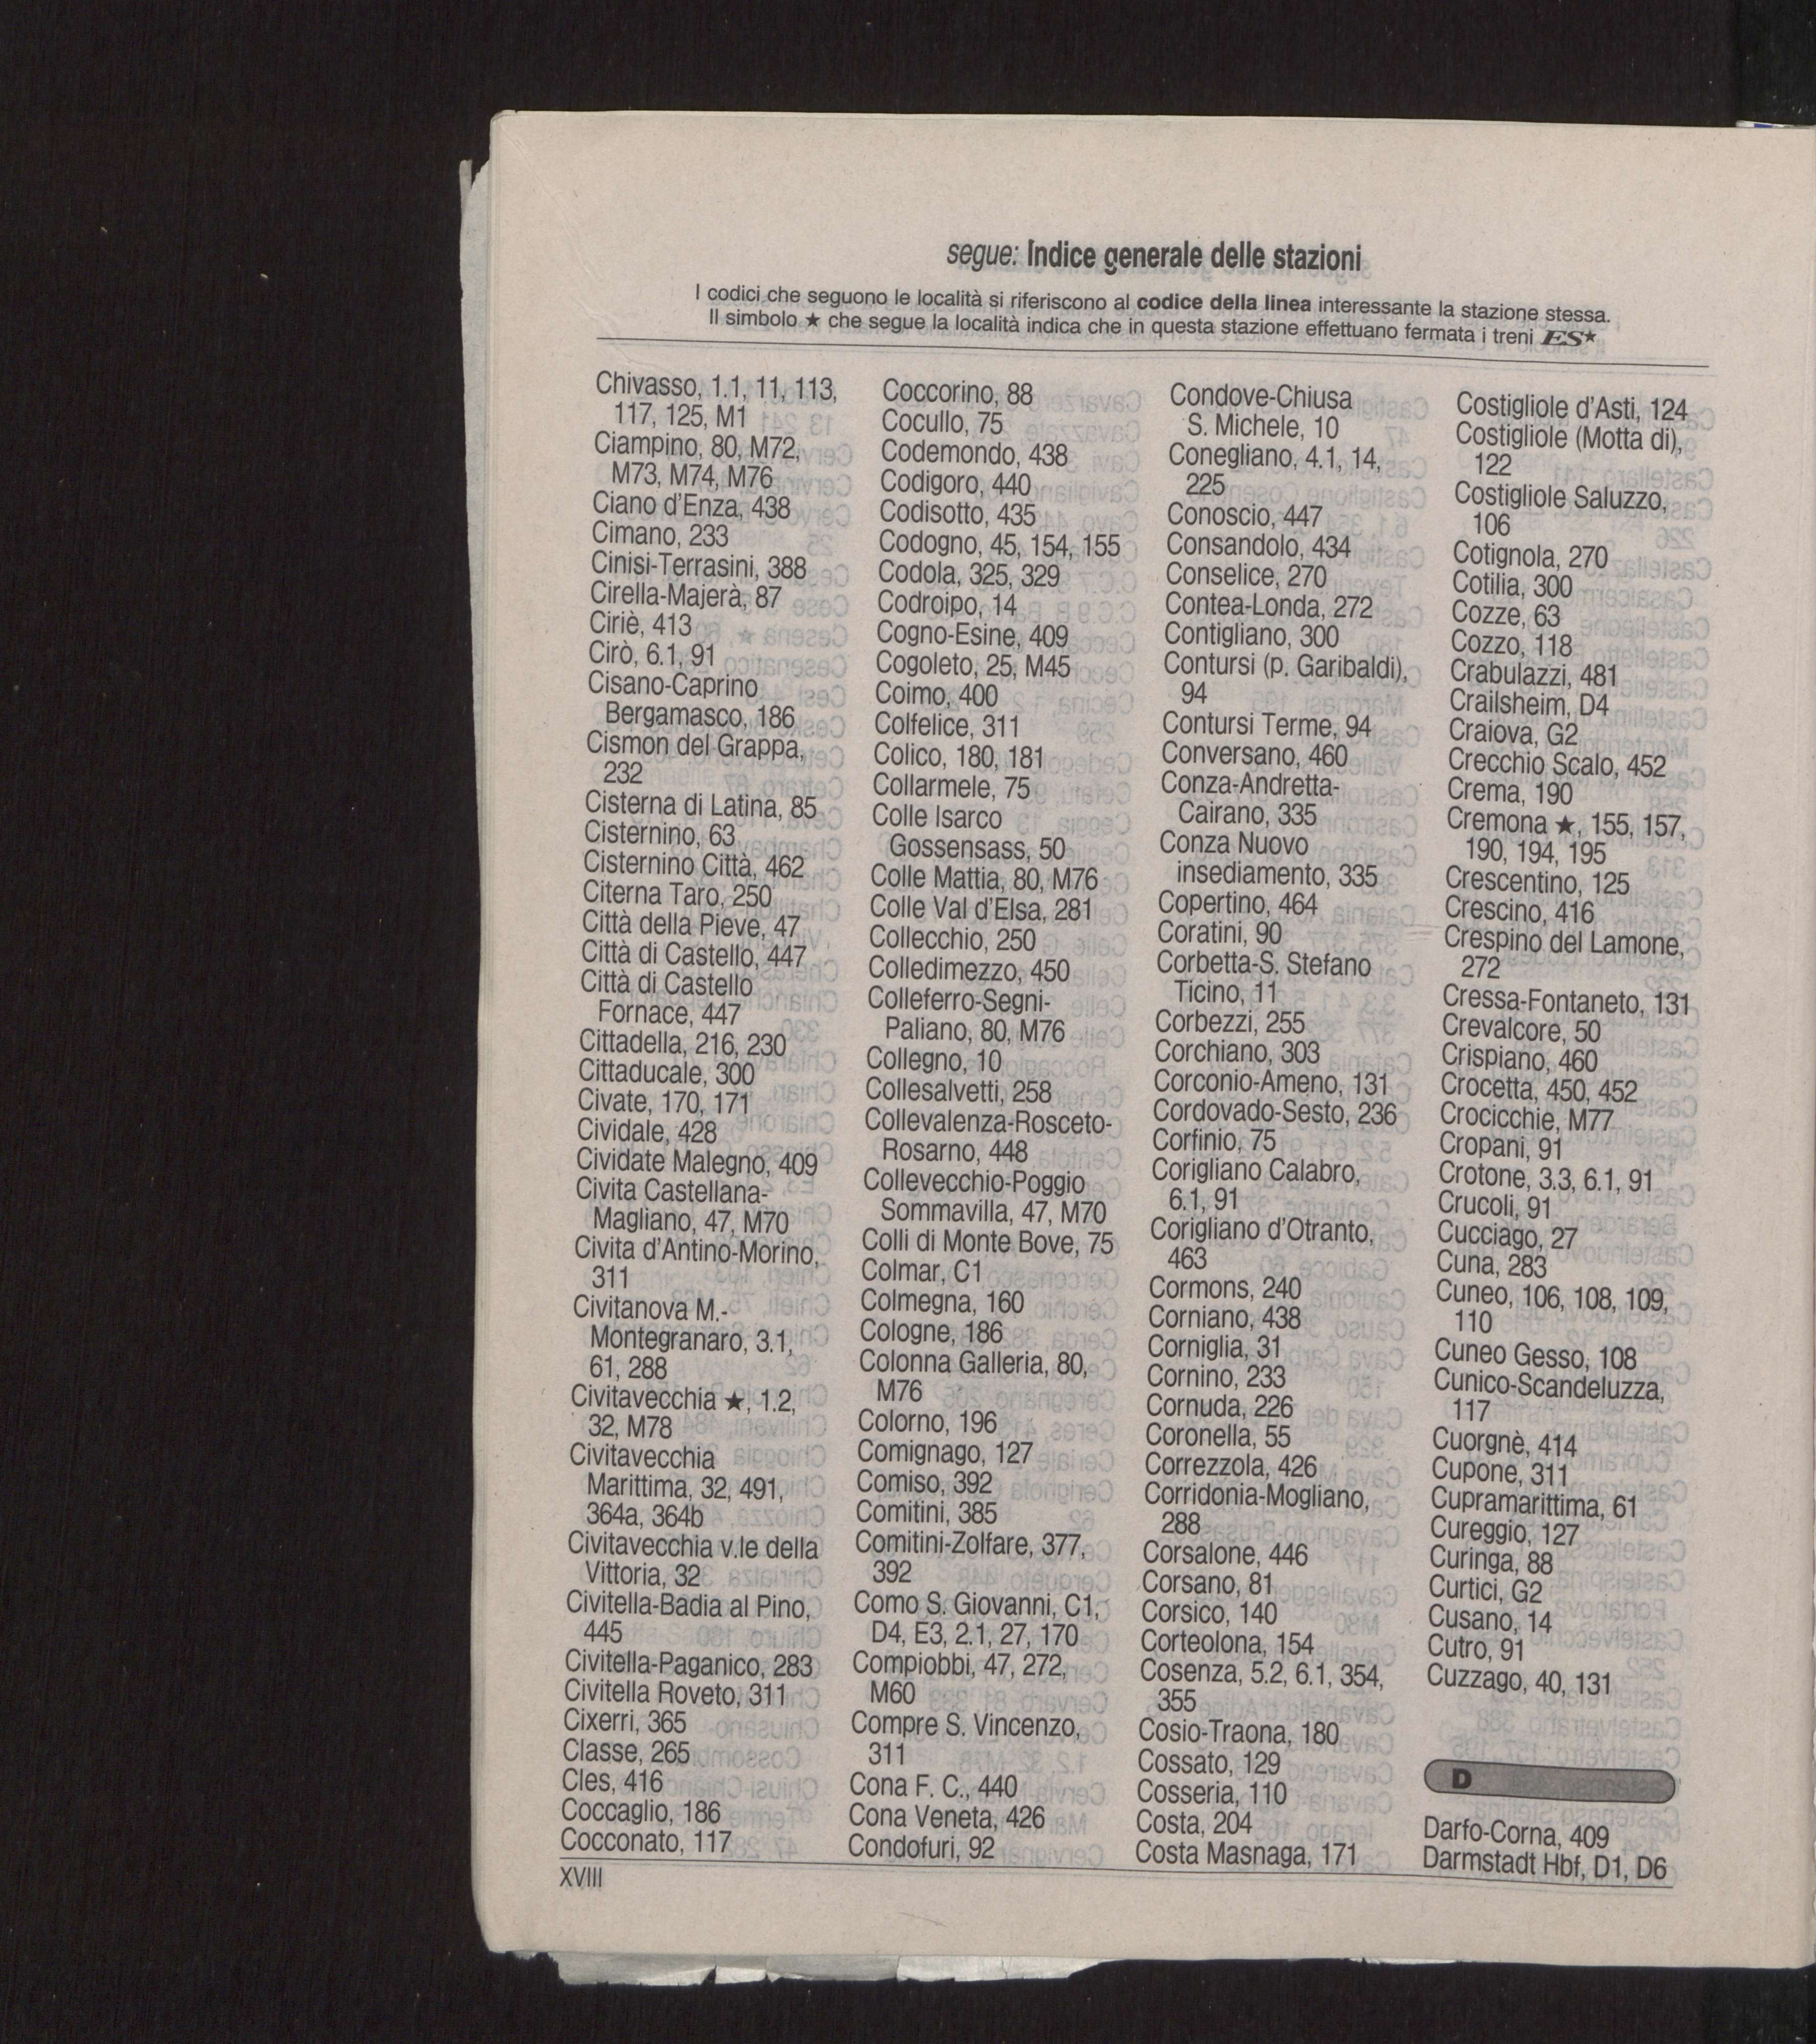 segue: Indice generale delle stazioni
I codici che seguono le località si riferiscono al codice della linea interessante la stazione stessa.
Il simbolo ★ che segue la località indica che in questa stazione effettuano fermata i treni ES★
Chivasso, 1.1, 11, 113,
117, 125, M1
Ciampino, 80, M72,
M73, M74, M76
Ciano d'Enza, 438
Cimano, 233
Cinisi-Terrasini, 388
Cirella-Majerà, 87
Ciriè, 413
Cirò, 6.1, 91
Cisano-Caprino
Bergamasco, 186
Cismon del Grappa,
232
Cisterna di Latina, 85
Cisternino, 63
Cisternino Città, 462
Citerna Taro, 250
Città della Pieve, 47
Città di Castello, 447
Città di Castello
Fornace, 447
Cittadella, 216, 230
Cittaducale, 300
Civate, 170, 171
Cividale, 428
Cividate Malegno, 409
Civita Castellana-
Magliano, 47, M70
Civita d'Antino-Morino,
311
Civitanova M.-
Montegranaro, 3.1,
61, 288
Civitavecchia ★, 1.2,
32, M78
Civitavecchia
Marittima, 32, 491,
364a, 364b
Civitavecchia v.le della
Vittoria, 32
Civitella-Badia al Pino,
445
Civitella-Paganico, 283
Civitella Roveto, 311
Cixerri, 365
Classe, 265
Cles, 416
Coccaglio, 186
Cocconato, 117
Coccorino, 88
Cocullo, 75
Codemondo, 438
Codigoro, 440
Codisotto, 435
Codogno, 45, 154, 155
Codola, 325, 329
Codroipo, 14
Cogno-Esine, 409
Cogoleto, 25, M45
Coimo, 400
Colfelice, 311
Colico, 180, 181
Collarmele, 75
Colle Isarco
Gossensass, 50
Colle Mattia, 80, M76
Colle Val d'Elsa, 281
Collecchio, 250
Colledimezzo, 450
Colleferro-Segni-
Paliano, 80, M76
Collegno, 10
Collesalvetti, 258
Collevalenza-Rosceto-
Rosarno, 448
Collevecchio-Poggio
Sommavilla, 47, M70
Colli di Monte Bove, 75
Colmar, C1
Colmegna, 160
Cologne, 186
Colonna Galleria, 80,
M76
Colorno, 196
Comignago, 127
Comiso, 392
Comitini, 385
Comitini-Zolfare, 377,
392
Como S. Giovanni, C1,
D4, E3, 2.1, 27, 170
Compiobbi, 47, 272,
M60
Compre S. Vincenzo,
311
Cona F. C., 440
Cona Veneta, 426
Condofuri, 92
Condove-Chiusa
S. Michele, 10
Conegliano, 4.1, 14,
225
Conoscio, 447
Consandolo, 434
Conselice, 270
Contea-Londa, 272
Contigliano, 300
Contursi (p. Garibaldi),
94
Contursi Terme, 94
Conversano, 460
Conza-Andretta-
Cairano, 335
Conza Nuovo
insediamento, 335
Copertino, 464
Coratini, 90
Corbetta-S. Stefano
Ticino, 11
Corbezzi, 255
Corchiano, 303
Corconio-Ameno, 131
Cordovado-Sesto, 236
Corfinio, 75
Corigliano Calabro,
6.1, 91
Corigliano d'Otranto,
463
Cormons, 240
Corniano, 438
Corniglia, 31
Cornino, 233
Cornuda, 226
Coronella, 55
Correzzola, 426
Corridonia-Mogliano,
288
Corsalone, 446
Corsano, 81
Corsico, 140
Corteolona, 154
Cosenza, 5.2, 6.1, 354,
355
Cosio-Traona, 180
Cossato, 129
Cosseria, 110
Costa, 204
Costa Masnaga, 171
Costigliole d'Asti, 124
Costigliole (Motta di),
122
Costigliole Saluzzo,
106
Cotignola, 270
Cotilia, 300
Cozze, 63
Cozzo, 118
Crabulazzi, 481
Crailsheim, D4
Craiova, G2
Crecchio Scalo, 452
Crema, 190
Cremona ★, 155, 157,
190, 194, 195
Crescentino, 125
Crescino, 416
Crespino del Lamone,
272
Cressa-Fontaneto, 131
Crevalcore, 50
Crispiano, 460
Crocetta, 450, 452
Crocicchie, M77
Cropani, 91
Crotone, 3.3, 6.1, 91
Crucoli, 91
Cucciago, 27
Cuna, 283
Cuneo, 106, 108, 109,
110
Cuneo Gesso, 108
Cunico-Scandeluzza,
117
Cuorgnè, 414
Cupone, 311
Cupramarittima, 61
Cureggio, 127
Curinga, 88
Curtici, G2
Cusano, 14
Cutro, 91
Cuzzago, 40, 131
D
Darfo-Corna, 409
Darmstadt Hbf, D1, D6
XVIII